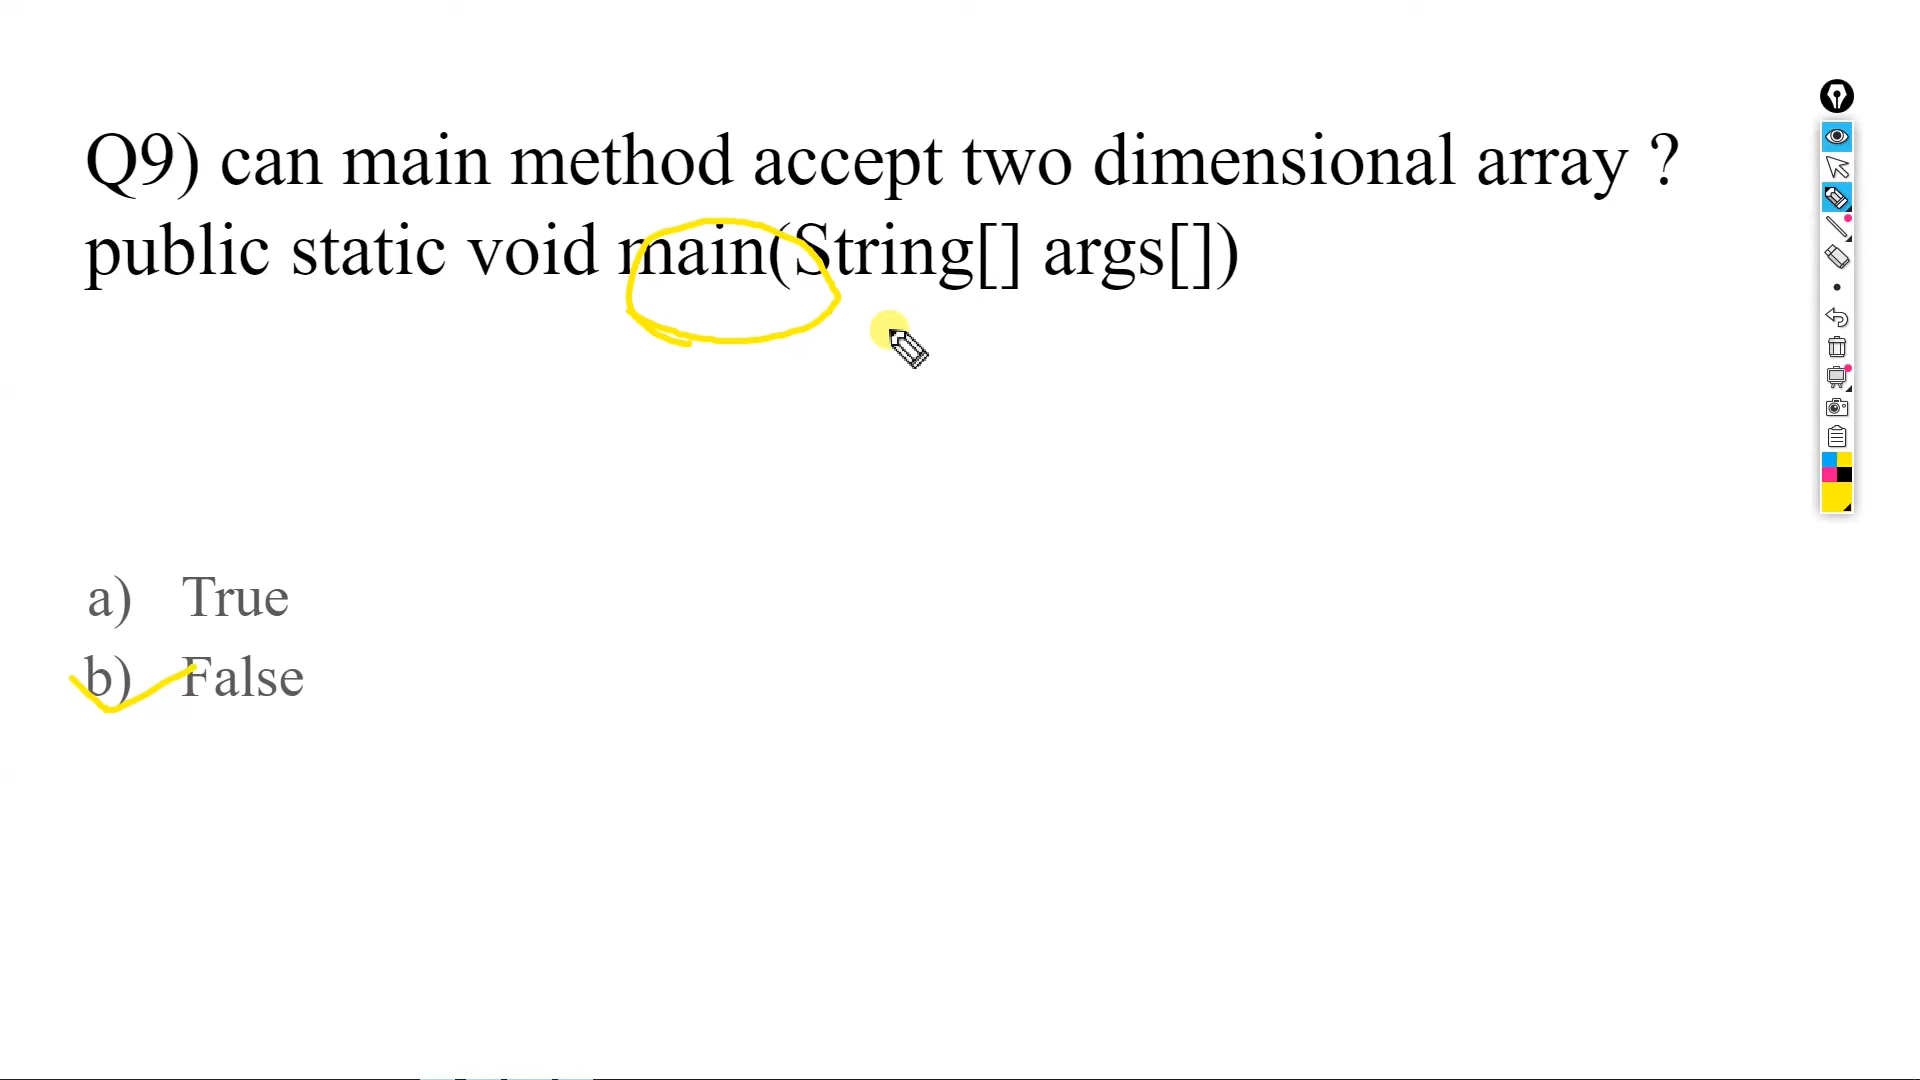 Q9) can main method accept two dimensional array ?
public static void main(String[] args[])
a) True
b) False